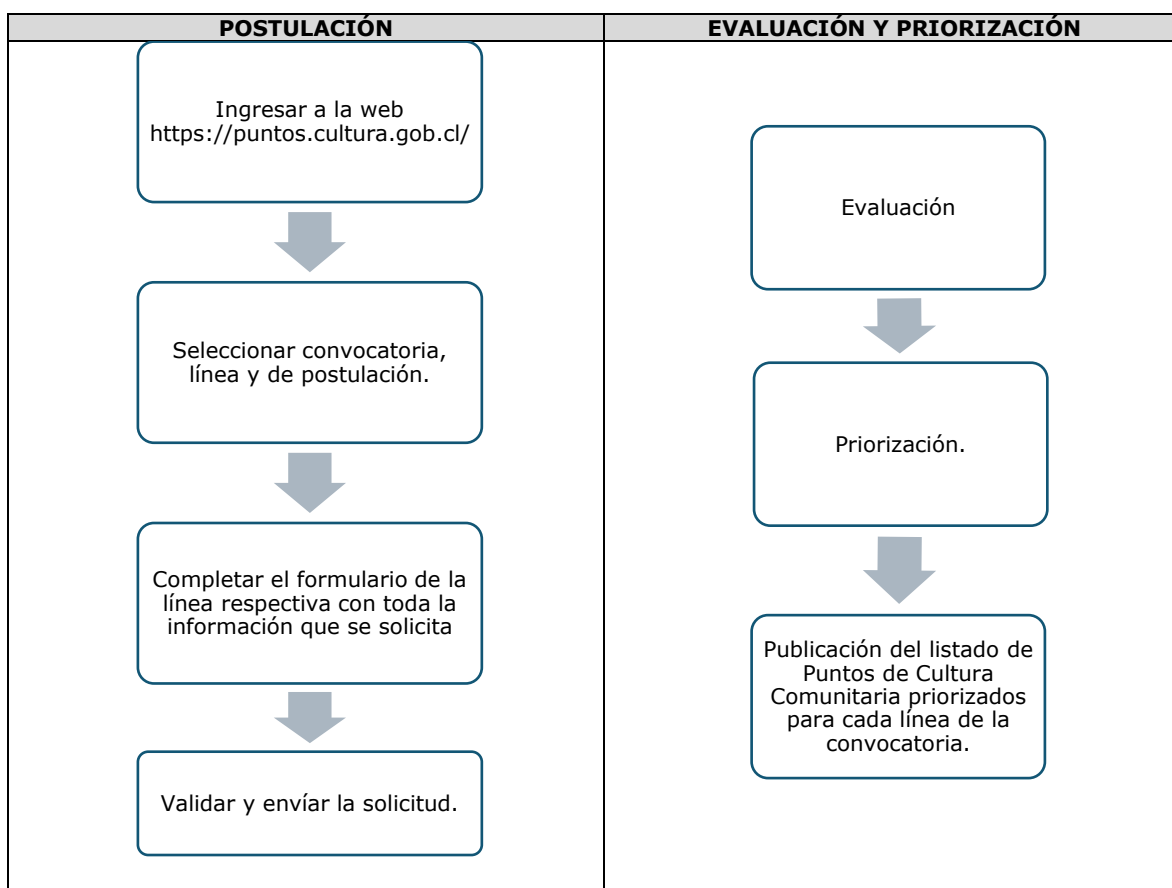 POSTULACIÓN
Ingresar a la web
https://puntos.cultura.gob.cl/
Seleccionar convocatoria,
línea y de postulación.
Completar el formulario de la
línea respectiva con toda la
información que se solicita
Validar y envíar la solicitud.
EVALUACIÓN Y PRIORIZACIÓN
Evaluación
Priorización.
Publicación del listado de
Puntos de Cultura
Comunitaria priorizados
para cada línea de la
convocatoria.